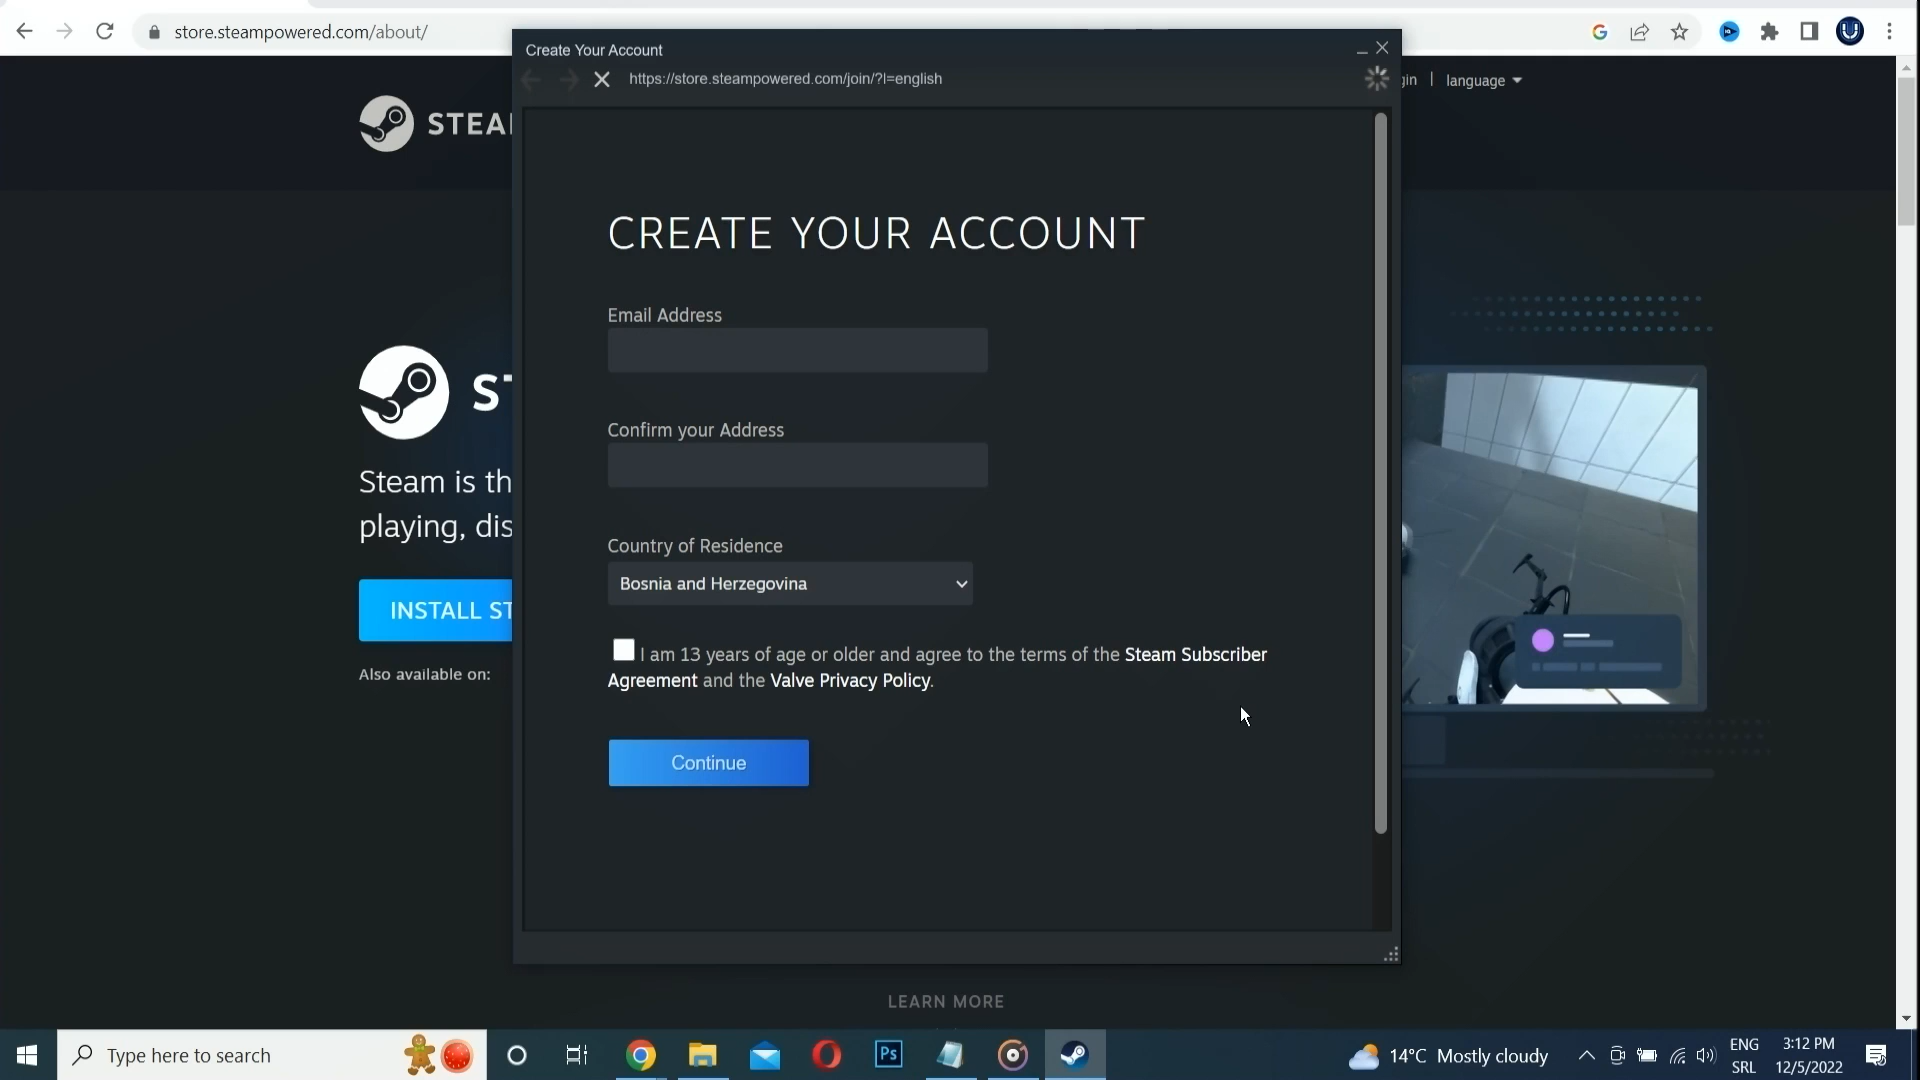 store.steampowered.com/about/
Create Your Account
https://store.steampowered.com/join/?l=english
language
STEA
CREATE YOUR ACCOUNT
Email Address
Confirm your Address
Country of Residence
Bosnia and Herzegovina
I am 13 years of age or older and agree to the terms of the Steam Subscriber
Agreement and the Valve Privacy Policy.
Continue
ST
Steam is th
playing, dis
INSTALL ST
Also available on:
LEARN MORE
Type here to search
Ps
14°C Mostly cloudy
ENG
SRL
3:12 PM
12/5/2022